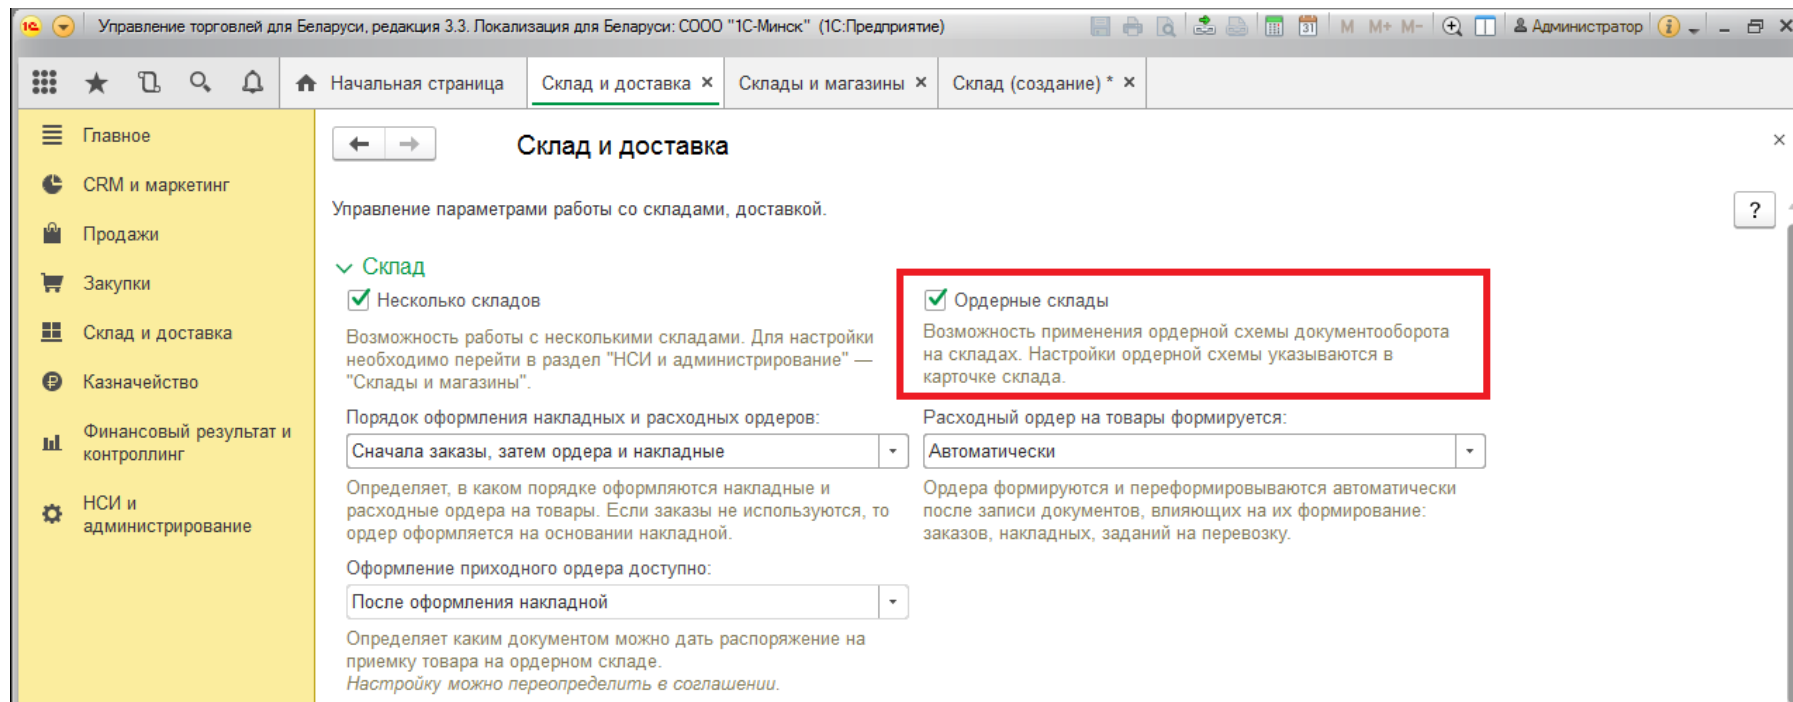 Управление торговлей для Беларуси, редакция 3.3. Локализация для Беларуси: СООО "1С-Минск" (1С:Предприятие)
M M+ M-
Администратор
Начальная страница
Склад и доставка ×
Склады и магазины ×
Склад (создание) * ×
Главное
CRM и маркетинг
Продажи
Закупки
Склад и доставка
Казначейство
Финансовый результат и
контроллинг
НСИ и
администрирование
Склад и доставка
Управление параметрами работы со складами, доставкой.
?
Склад
Несколько складов
Возможность работы с несколькими складами. Для настройки
необходимо перейти в раздел "НСИ и администрирование" —
"Склады и магазины".
Ордерные склады
Возможность применения ордерной схемы документооборота
на складах. Настройки ордерной схемы указываются в
карточке склада.
Порядок оформления накладных и расходных ордеров:
Сначала заказы, затем ордера и накладные
Определяет, в каком порядке оформляются накладные и
расходные ордера на товары. Если заказы не используются, то
ордер оформляется на основании накладной.
Расходный ордер на товары формируется:
Автоматически
Ордера формируются и переформировываются автоматически
после записи документов, влияющих на их формирование:
заказов, накладных, заданий на перевозку.
Оформление приходного ордера доступно:
После оформления накладной
Определяет каким документом можно дать распоряжение на
приемку товара на ордерном складе.
Настройку можно переопределить в соглашении.